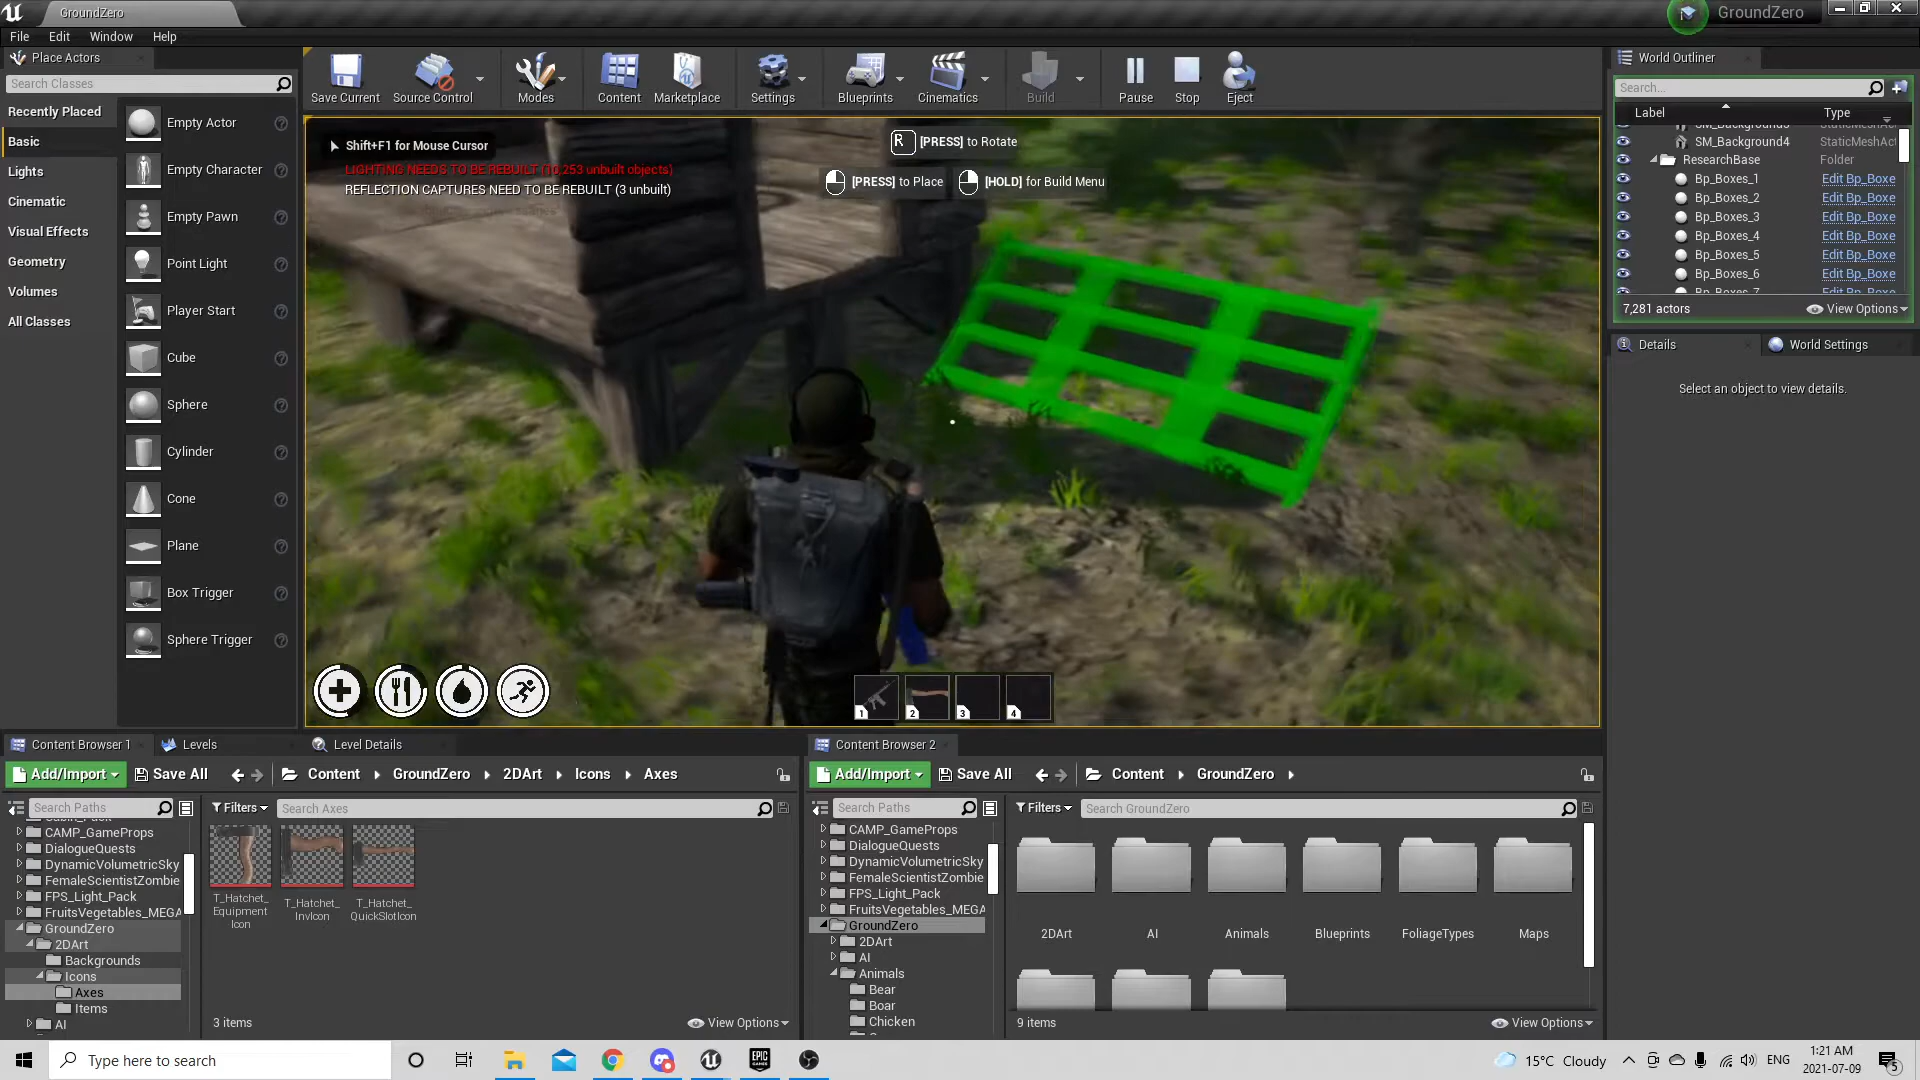 GroundZero
GroundZero
File Edit Window Help
Place Actors
Search Classes
Recently Placed
Basic
Lights
Cinematic
Visual Effects
Geometry
Volumes
All Classes
Empty Actor
Empty Character
Empty Pawn
Point Light
Player Start
Cube
Sphere
Cylinder
Cone
Plane
Box Trigger
Sphere Trigger
Save Current
Source Control
Modes
Content
Marketplace
Settings
Blueprints
Cinematics
Build
Pause
Stop
Eject
Shift+F1 for Mouse Cursor
LIGHTING NEEDS TO BE REBUILT (10,253 unbuilt objects)
REFLECTION CAPTURES NEED TO BE REBUILT (3 unbuilt)
R [PRESS] to Rotate
[PRESS] to Place [HOLD] for Build Menu
1 2 3 4
World Outliner
Search...
Label Type
SM_Background3 StaticMeshAct
SM_Background4 StaticMeshAct
ResearchBase Folder
Bp_Boxes_1 Edit Bp_Boxe
Bp_Boxes_2 Edit Bp_Boxe
Bp_Boxes_3 Edit Bp_Boxe
Bp_Boxes_4 Edit Bp_Boxe
Bp_Boxes_5 Edit Bp_Boxe
Bp_Boxes_6 Edit Bp_Boxe
Bp_Boxes_7 Edit Bp_Boxe
7,281 actors View Options
Details World Settings
Select an object to view details.
Content Browser 1 Levels Level Details
Add/Import Save All Content GroundZero 2DArt Icons Axes
Search Paths
Filters Search Axes
CAMP_GameProps
DialogueQuests
DynamicVolumetricSky
FemaleScientistZombie
FPS_Light_Pack
FruitsVegetables_MEGA
GroundZero
2DArt
Backgrounds
Icons
Axes
Items
AI
T_Hatchet_
Equipment
Icon
T_Hatchet_
InvIcon
T_Hatchet_
QuickSlotIcon
3 items View Options
Content Browser 2
Add/Import Save All Content GroundZero
Search Paths
Filters Search GroundZero
CAMP_GameProps
DialogueQuests
DynamicVolumetricSky
FemaleScientistZombie
FPS_Light_Pack
FruitsVegetables_MEGA
GroundZero
2DArt
AI
Animals
Bear
Boar
Chicken
2DArt AI Animals Blueprints FoliageTypes Maps
9 items View Options
Type here to search
EPIC GAMES
15°C Cloudy
ENG
1:21 AM
2021-07-09
5